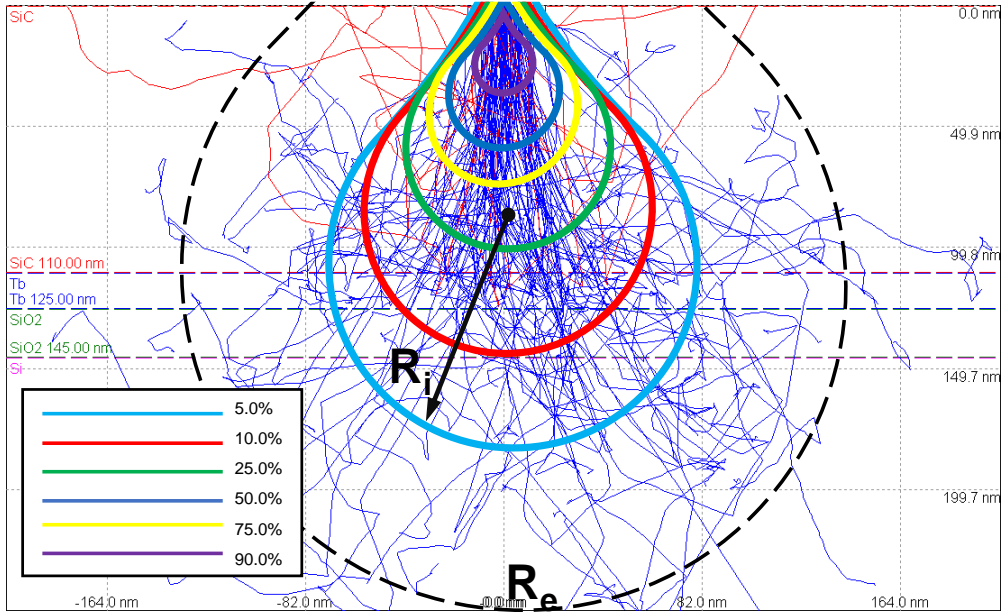 SiC
0.0 nm
49.9 nm
99.8 nm
SiC 110.00 nm
Tb
Tb 125.00 nm
SiO2
SiO2 145.00 nm
Si
149.7 nm
Ri
5.0%
10.0%
25.0%
50.0%
75.0%
90.0%
199.7 nm
Re
-164.0 nm
-82.0 nm
82.0 nm
164.0 nm